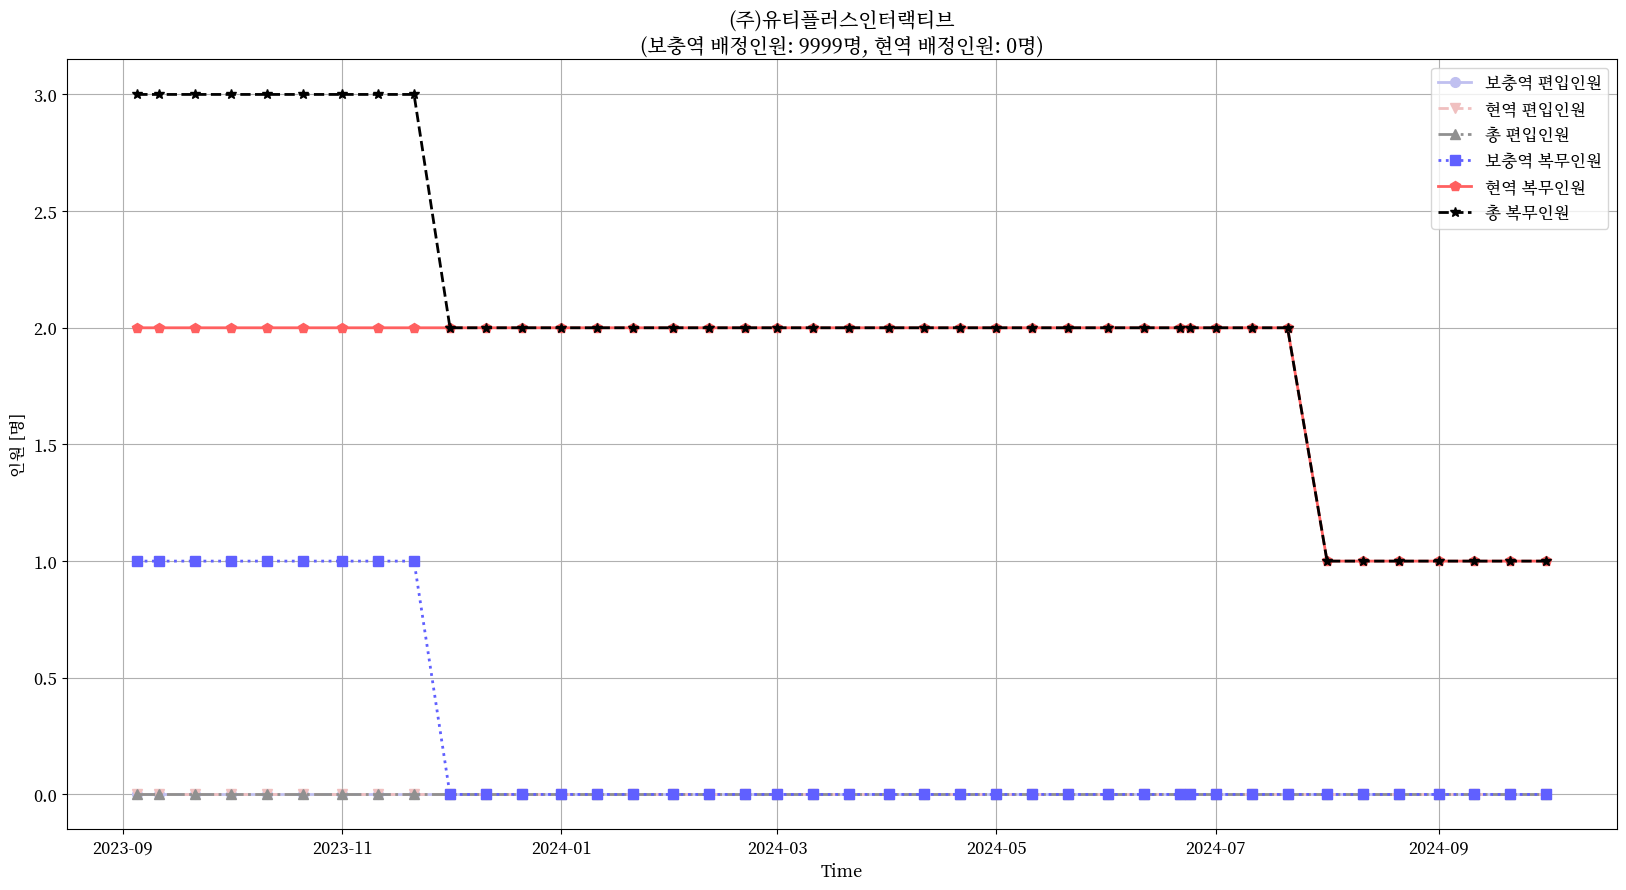 (주)유티플러스인터랙티브
(보충역 배정인원: 9999명, 현역 배정인원: 0명)
보충역 편입인원
현역 편입인원
총 편입인원
보충역 복무인원
현역 복무인원
총 복무인원
인원 [명]
3.0
2.5
2.0
1.5
1.0
0.5
0.0
2023-09
2023-11
2024-01
2024-03
2024-05
2024-07
2024-09
Time